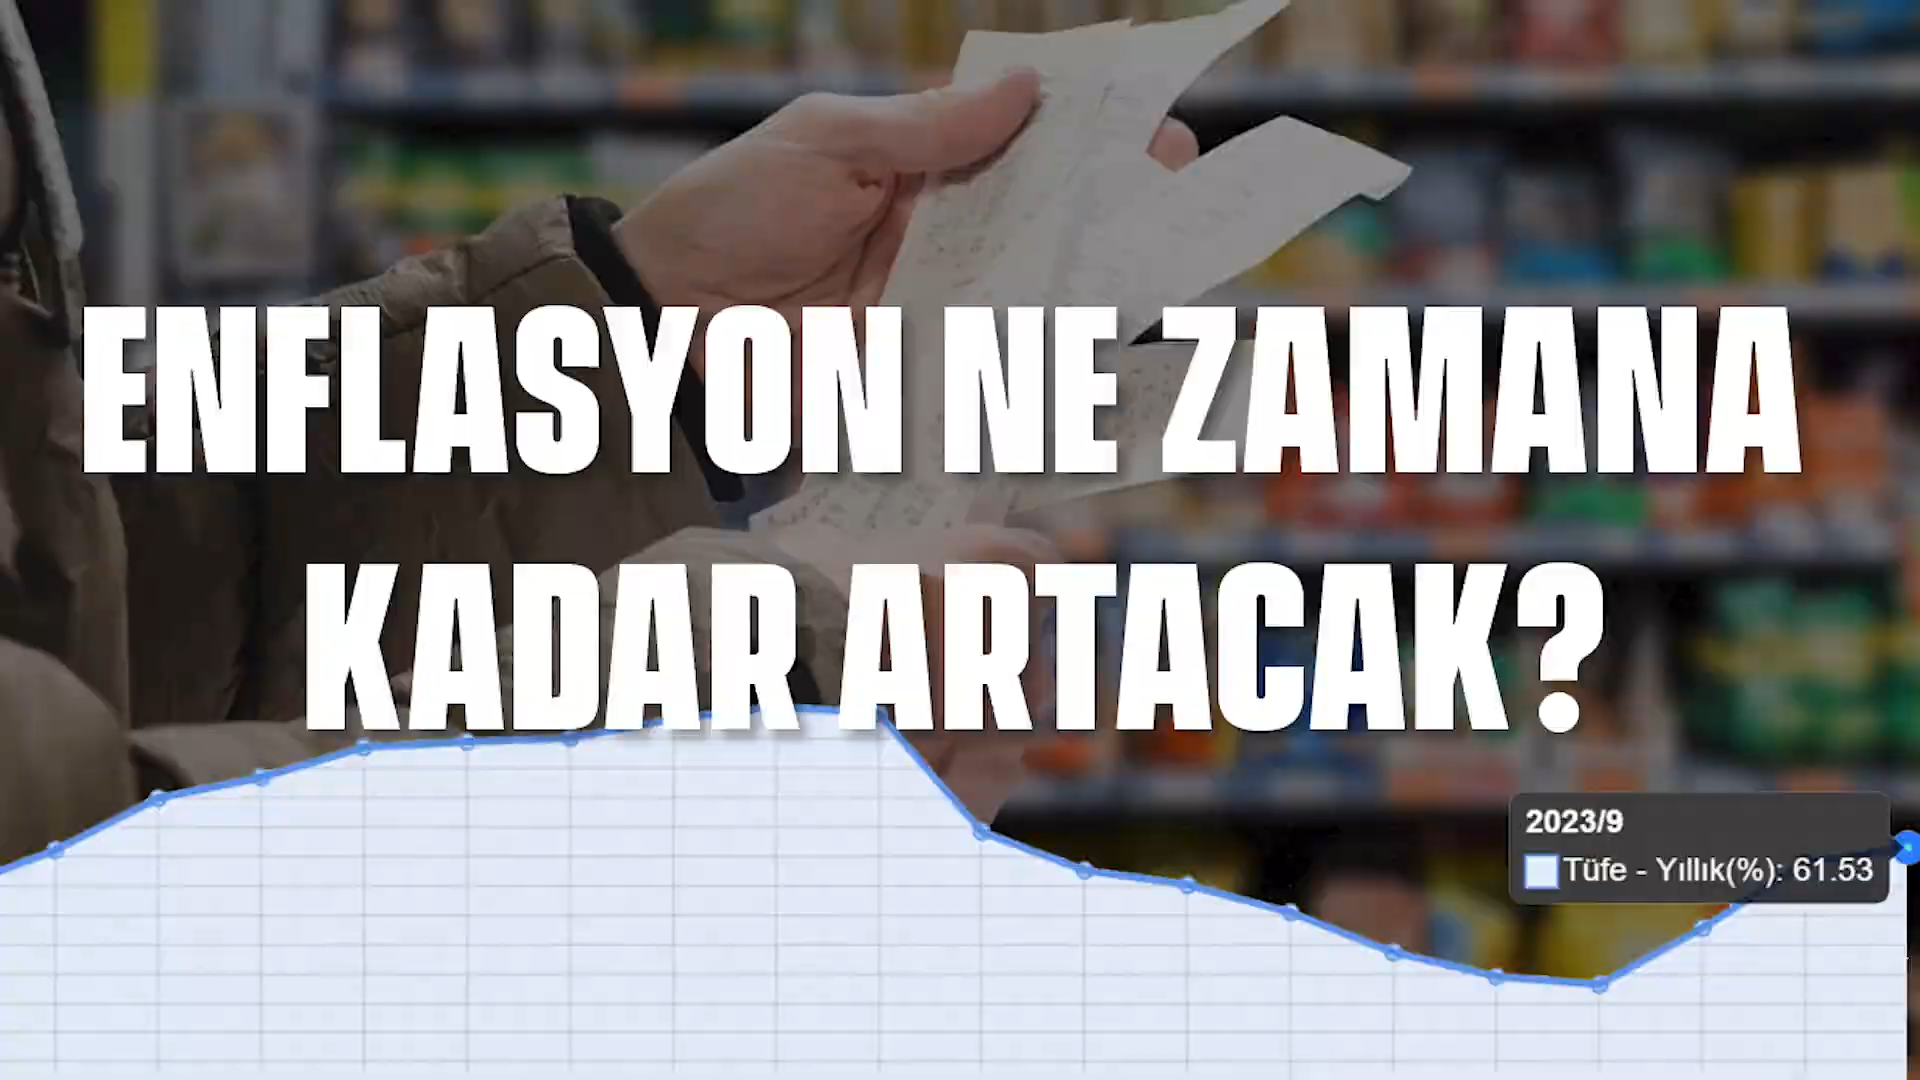 ENFLASYON NE ZAMANA
KADAR ARTACAK?
2023/9
Tüfe - Yıllık(%): 61.53